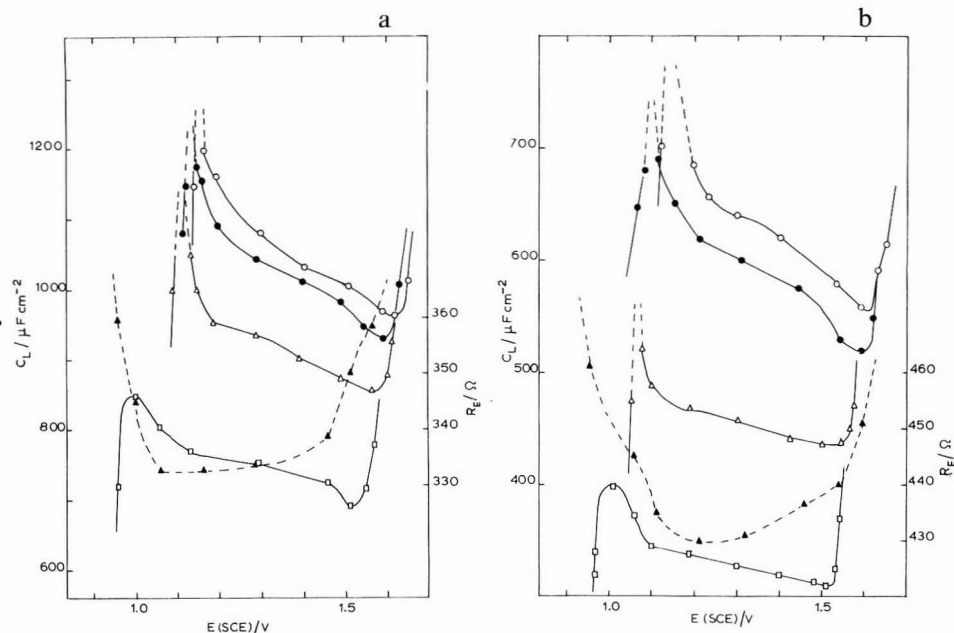 a
1200
1000
800
600
C_L / μF cm⁻²
360
350
340
330
R_E / Ω
1.0
1.5
E (SCE) / V
b
700
600
500
400
C_L / μF cm⁻²
460
450
440
430
R_E / Ω
1.0
1.5
E (SCE) / V